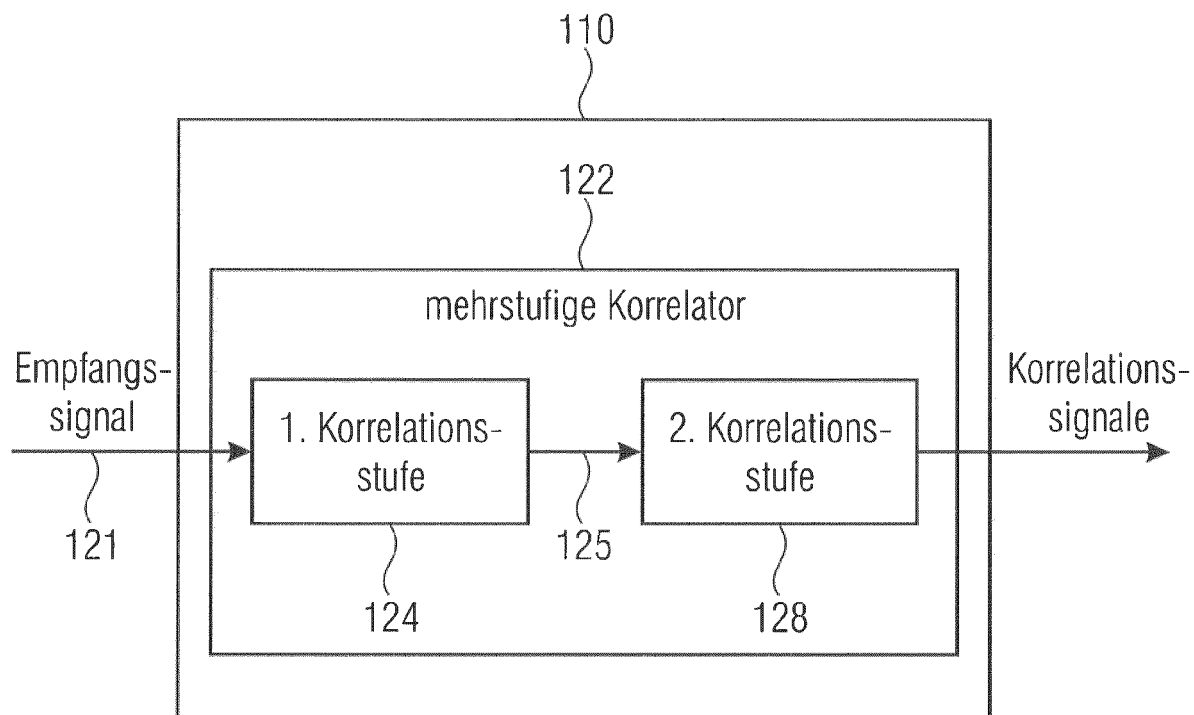 110
122
mehrstufige Korrelator
Empfangs-
signal
1. Korrelations-
stufe
2. Korrelations-
stufe
Korrelations-
signale
121
125
124
128